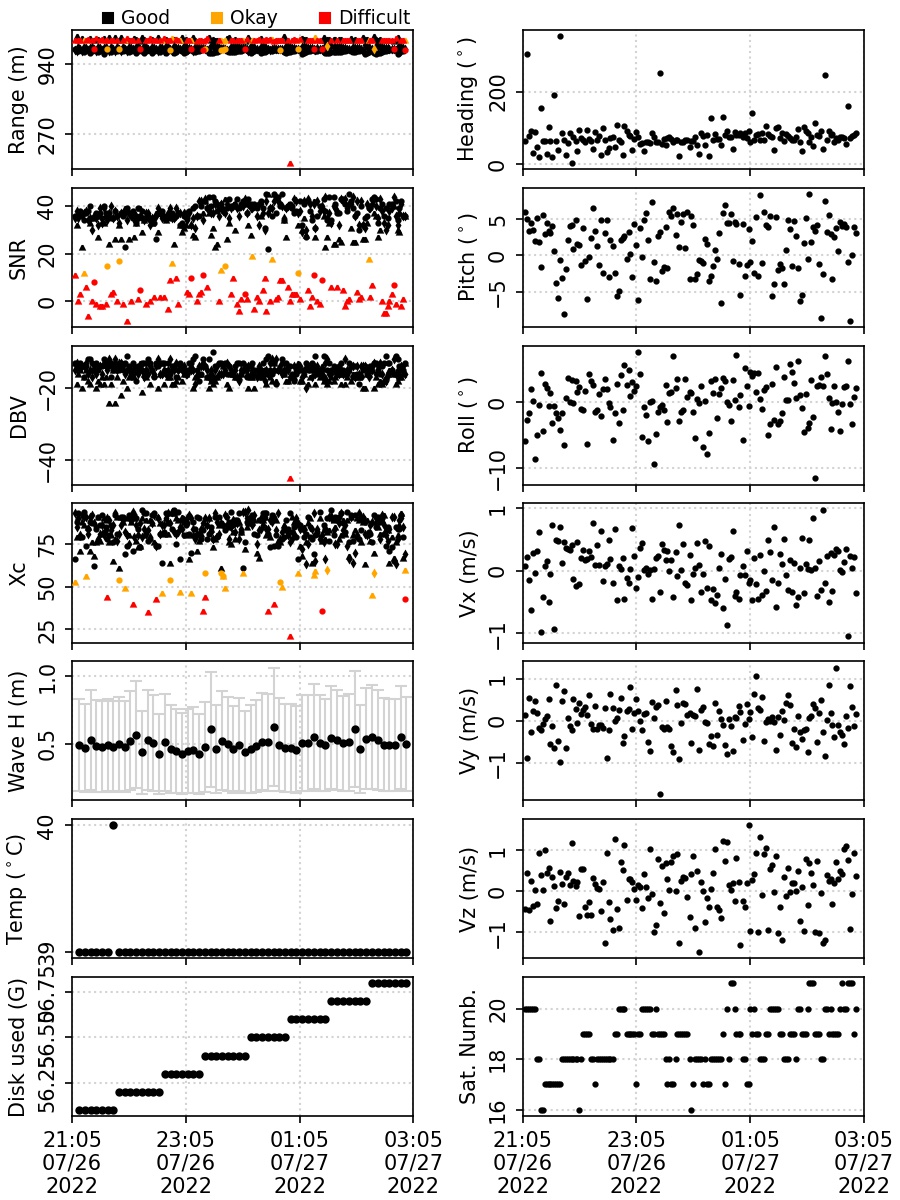 Good Okay Difficult
Range (m)
940
270
Heading (°)
200
0
SNR
40
20
0
Pitch (°)
5
0
−5
DBV
−20
−40
Roll (°)
0
−10
Xc
75
50
25
Vx (m/s)
1
0
−1
Wave H (m)
1.0
0.5
Vy (m/s)
1
0
−1
Temp (°C)
40
39
Vz (m/s)
1
0
−1
Disk used (G)
56.75
56.5
56.25
Sat. Numb.
20
18
16
21:05 23:05 01:05 03:05
07/26 07/26 07/27 07/27
2022 2022 2022 2022
21:05 23:05 01:05 03:05
07/26 07/26 07/27 07/27
2022 2022 2022 2022